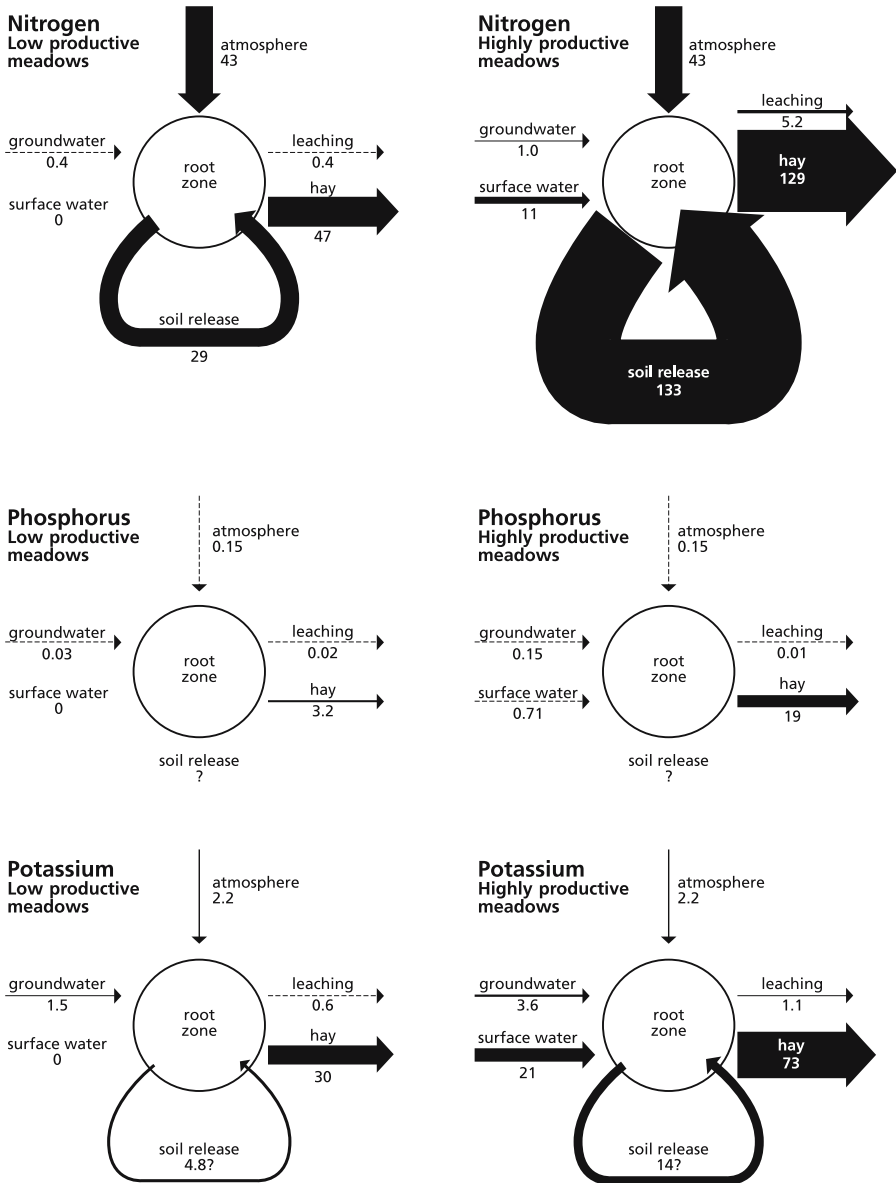 Nitrogen
Low productive
meadows
atmosphere
43
groundwater
0.4
surface water
0
root
zone
leaching
0.4
hay
47
soil release
29
Nitrogen
Highly productive
meadows
atmosphere
43
groundwater
1.0
surface water
11
root
zone
leaching
5.2
hay
129
soil release
133
Phosphorus
Low productive
meadows
atmosphere
0.15
groundwater
0.03
surface water
0
root
zone
leaching
0.02
hay
3.2
soil release
?
Phosphorus
Highly productive
meadows
atmosphere
0.15
groundwater
0.15
surface water
0.71
root
zone
leaching
0.01
hay
19
soil release
?
Potassium
Low productive
meadows
atmosphere
2.2
groundwater
1.5
surface water
0
root
zone
leaching
0.6
hay
30
soil release
4.8?
Potassium
Highly productive
meadows
atmosphere
2.2
groundwater
3.6
surface water
21
root
zone
leaching
1.1
hay
73
soil release
14?